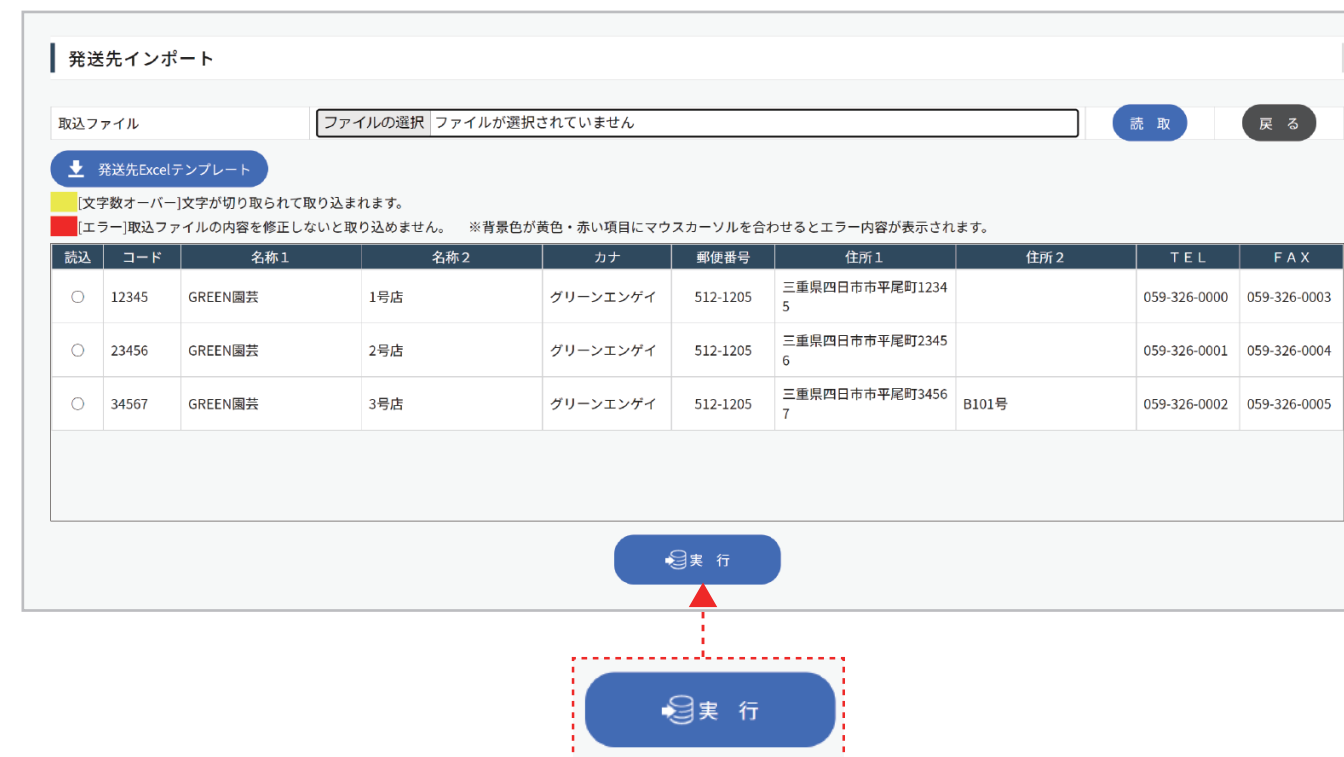 発送先インポート
取込ファイル ファイルの選択 ファイルが選択されていません 読 取 戻 る
発送先Excelテンプレート
[文字数オーバー]文字が切り取られて取り込まれます。
[エラー]取込ファイルの内容を修正しないと取り込めません。 ※背景色が黄色・赤い項目にマウスカーソルを合わせるとエラー内容が表示されます。
読込 コード 名称１ 名称２ カナ 郵便番号 住所１ 住所２ ＴＥＬ ＦＡＸ
○ 12345 GREEN園芸 1号店 グリーンエンゲイ 512-1205 三重県四日市市平尾町1234
5 059-326-0000 059-326-0003
○ 23456 GREEN園芸 2号店 グリーンエンゲイ 512-1205 三重県四日市市平尾町2345
6 059-326-0001 059-326-0004
○ 34567 GREEN園芸 3号店 グリーンエンゲイ 512-1205 三重県四日市市平尾町3456
7 B101号 059-326-0002 059-326-0005
実 行
実 行